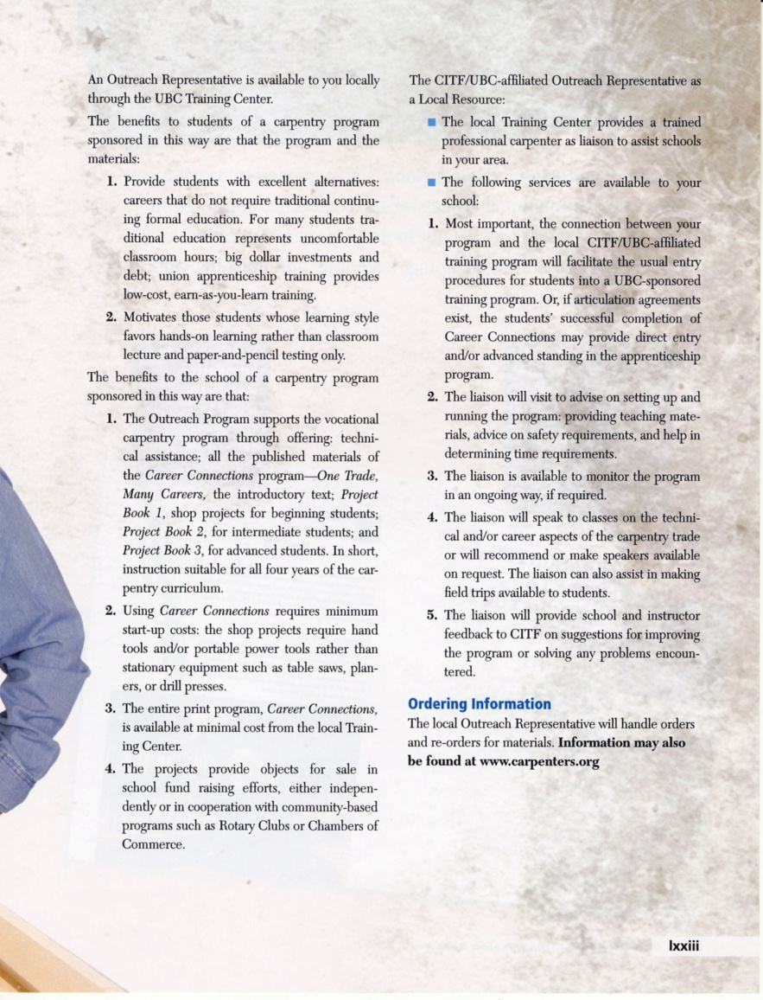 An Outreach Representative is available to you locally
through the UBC Training Center.
The benefits to students of a carpentry program
sponsored in this way are that the program and the
materials:
1. Provide students with excellent alternatives:
careers that do not require traditional continu-
ing formal education. For many students tra-
ditional education represents uncomfortable
classroom hours; big dollar investments and
debt; union apprenticeship training provides
low-cost, earn-as-you-learn training.
2. Motivates those students whose learning style
favors hands-on learning rather than classroom
lecture and paper-and-pencil testing only.
The benefits to the school of a carpentry program
sponsored in this way are that:
1. The Outreach Program supports the vocational
carpentry program through offering: techni-
cal assistance; all the published materials of
the Career Connections program—One Trade,
Many Careers, the introductory text; Project
Book 1, shop projects for beginning students;
Project Book 2, for intermediate students; and
Project Book 3, for advanced students. In short,
instruction suitable for all four years of the car-
pentry curriculum.
2. Using Career Connections requires minimum
start-up costs: the shop projects require hand
tools and/or portable power tools rather than
stationary equipment such as table saws, plan-
ers, or drill presses.
3. The entire print program, Career Connections,
is available at minimal cost from the local Train-
ing Center.
4. The projects provide objects for sale in
school fund raising efforts, either indepen-
dently or in cooperation with community-based
programs such as Rotary Clubs or Chambers of
Commerce.
The CITF/UBC-affiliated Outreach Representative as
a Local Resource:
■ The local Training Center provides a trained
professional carpenter as liaison to assist schools
in your area.
■ The following services are available to your
school:
1. Most important, the connection between your
program and the local CITF/UBC-affiliated
training program will facilitate the usual entry
procedures for students into a UBC-sponsored
training program. Or, if articulation agreements
exist, the students' successful completion of
Career Connections may provide direct entry
and/or advanced standing in the apprenticeship
program.
2. The liaison will visit to advise on setting up and
running the program: providing teaching mate-
rials, advice on safety requirements, and help in
determining time requirements.
3. The liaison is available to monitor the program
in an ongoing way, if required.
4. The liaison will speak to classes on the techni-
cal and/or career aspects of the carpentry trade
or will recommend or make speakers available
on request. The liaison can also assist in making
field trips available to students.
5. The liaison will provide school and instructor
feedback to CITF on suggestions for improving
the program or solving any problems encoun-
tered.
Ordering Information
The local Outreach Representative will handle orders
and re-orders for materials. Information may also
be found at www.carpenters.org
lxxiii